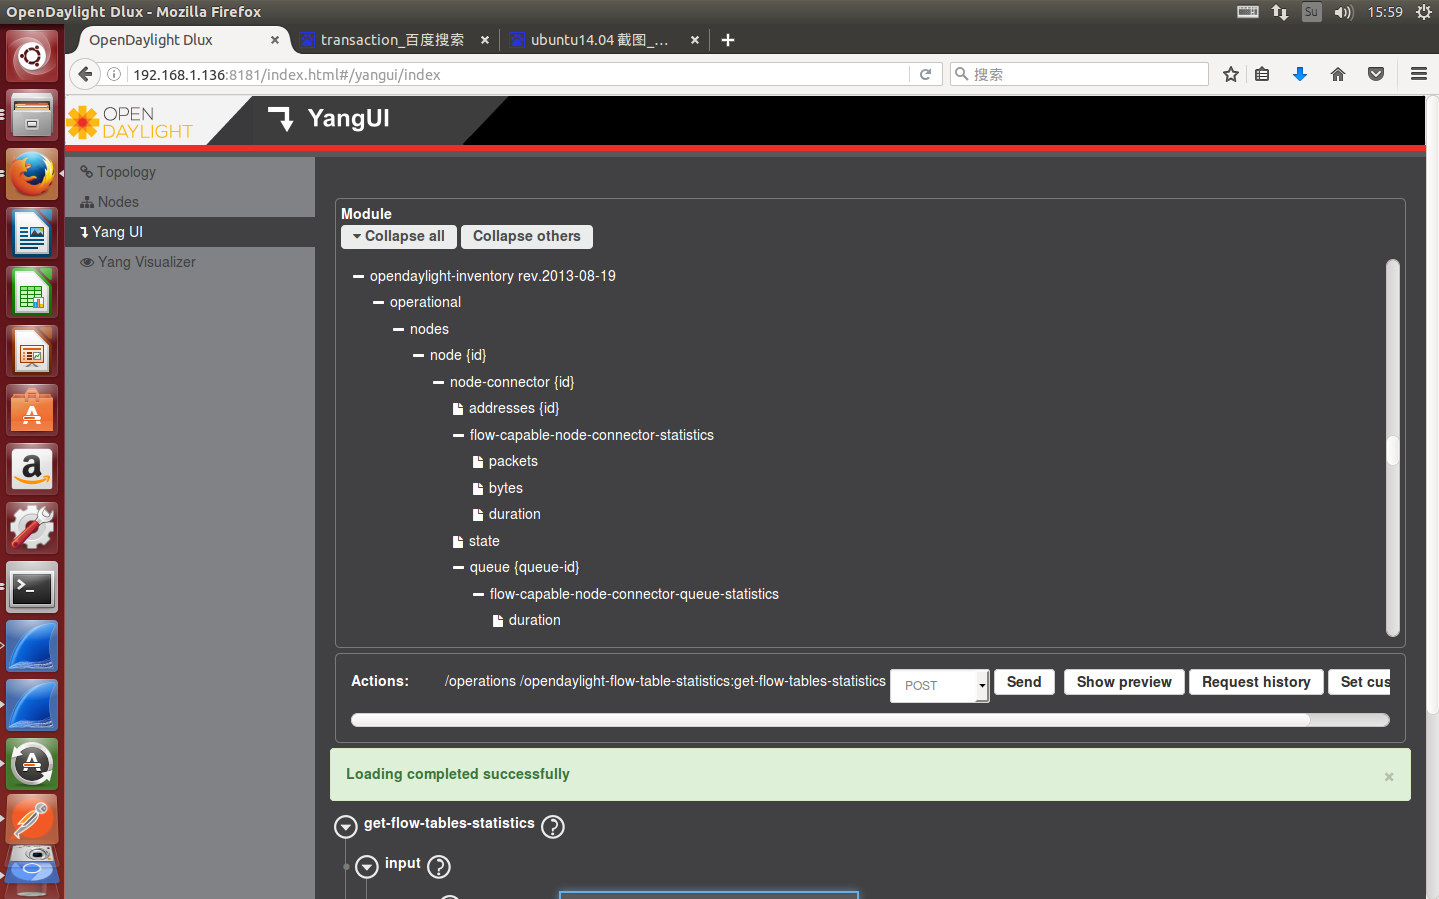 OpenDaylight Dlux - Mozilla Firefox
Su
15:59
OpenDaylight Dlux
transaction_百度搜索
ubuntu14.04 截图_...
192.168.1.136:8181/index.html#/yangui/index
搜索
OPEN
DAYLIGHT
YangUI
Topology
Nodes
Yang UI
Yang Visualizer
Module
Collapse all
Collapse others
opendaylight-inventory rev.2013-08-19
operational
nodes
node {id}
node-connector {id}
addresses {id}
flow-capable-node-connector-statistics
packets
bytes
duration
state
queue {queue-id}
flow-capable-node-connector-queue-statistics
duration
Actions:
/operations /opendaylight-flow-table-statistics:get-flow-tables-statistics
POST
Send
Show preview
Request history
Set cus
Loading completed successfully
×
get-flow-tables-statistics
input